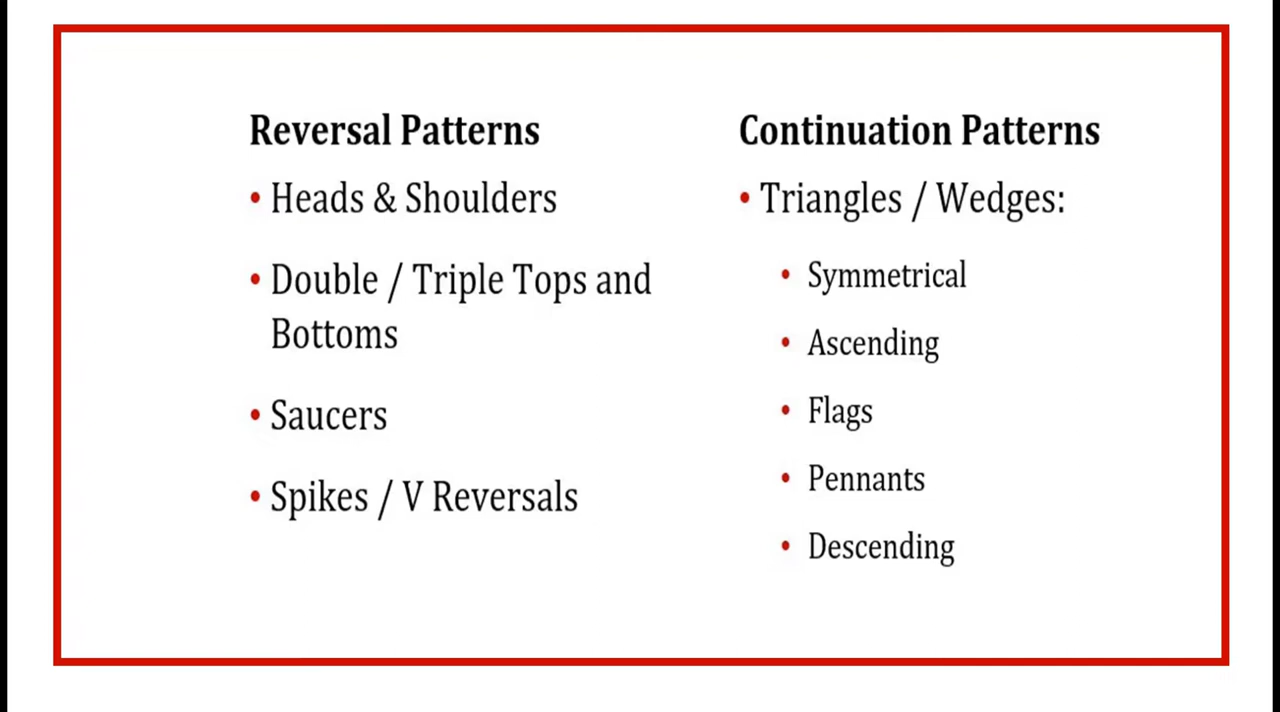 Reversal Patterns
• Heads & Shoulders
• Double / Triple Tops and
Bottoms
• Saucers
• Spikes / V Reversals
Continuation Patterns
• Triangles / Wedges:
• Symmetrical
• Ascending
• Flags
• Pennants
• Descending